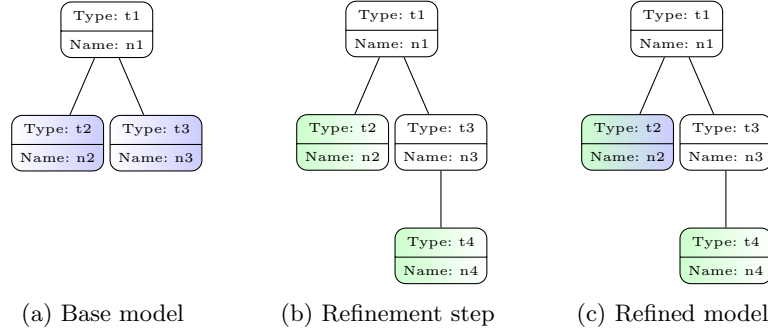 Type: t1
Name: n1
Type: t2
Name: n2
Type: t3
Name: n3
(a) Base model
Type: t1
Name: n1
Type: t2
Name: n2
Type: t3
Name: n3
Type: t4
Name: n4
(b) Refinement step
Type: t1
Name: n1
Type: t2
Name: n2
Type: t3
Name: n3
Type: t4
Name: n4
(c) Refined model